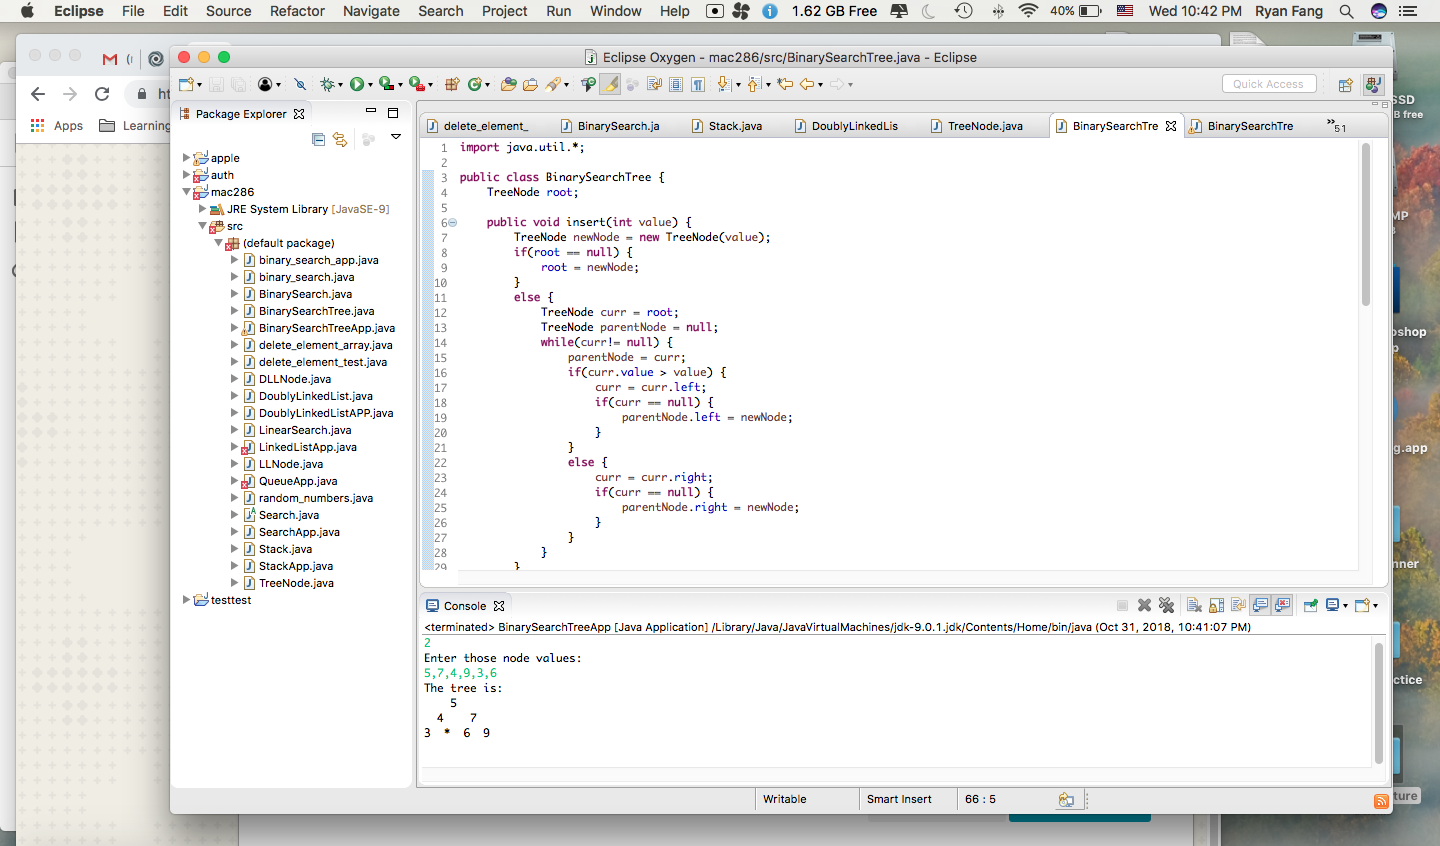 Eclipse File Edit Source Refactor Navigate Search Project Run Window Help 1.62 GB Free 40% Wed 10:42 PM Ryan Fang
Eclipse Oxygen - mac286/src/BinarySearchTree.java - Eclipse
Quick Access
Apps Learning
Package Explorer
apple
auth
mac286
JRE System Library [JavaSE-9]
src
(default package)
binary_search_app.java
binary_search.java
BinarySearch.java
BinarySearchTree.java
BinarySearchTreeApp.java
delete_element_array.java
delete_element_test.java
DLLNode.java
DoublyLinkedList.java
DoublyLinkedListAPP.java
LinearSearch.java
LinkedListApp.java
LLNode.java
QueueApp.java
random_numbers.java
Search.java
SearchApp.java
Stack.java
StackApp.java
TreeNode.java
testtest
delete_element_ BinarySearch.ja Stack.java DoublyLinkedLis TreeNode.java BinarySearchTre BinarySearchTre »51
1 import java.util.*;
2
3 public class BinarySearchTree {
4 TreeNode root;
5
6 public void insert(int value) {
7 TreeNode newNode = new TreeNode(value);
8 if(root == null) {
9 root = newNode;
10 }
11 else {
12 TreeNode curr = root;
13 TreeNode parentNode = null;
14 while(curr!= null) {
15 parentNode = curr;
16 if(curr.value > value) {
17 curr = curr.left;
18 if(curr == null) {
19 parentNode.left = newNode;
20 }
21 }
22 else {
23 curr = curr.right;
24 if(curr == null) {
25 parentNode.right = newNode;
26 }
27 }
28 }
29 }
Console
<terminated> BinarySearchTreeApp [Java Application] /Library/Java/JavaVirtualMachines/jdk-9.0.1.jdk/Contents/Home/bin/java (Oct 31, 2018, 10:41:07 PM)
2
Enter those node values:
5,7,4,9,3,6
The tree is:
5
4 7
3 * 6 9
Writable Smart Insert 66 : 5
SSD
B free
MP
oshop
p
g.app
nner
ctice
ture